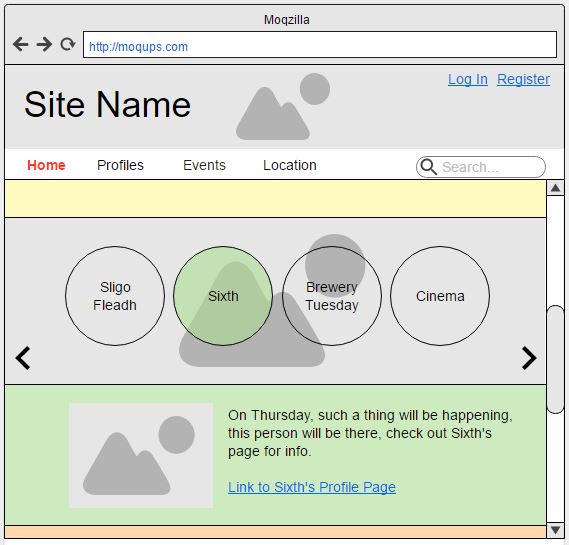 Moqzilla
http://moqups.com
Log In Register
Site Name
Home Profiles Events Location Search...
Sligo
Fleadh
Sixth
Brewery
Tuesday
Cinema
On Thursday, such a thing will be happening,
this person will be there, check out Sixth's
page for info.
Link to Sixth's Profile Page